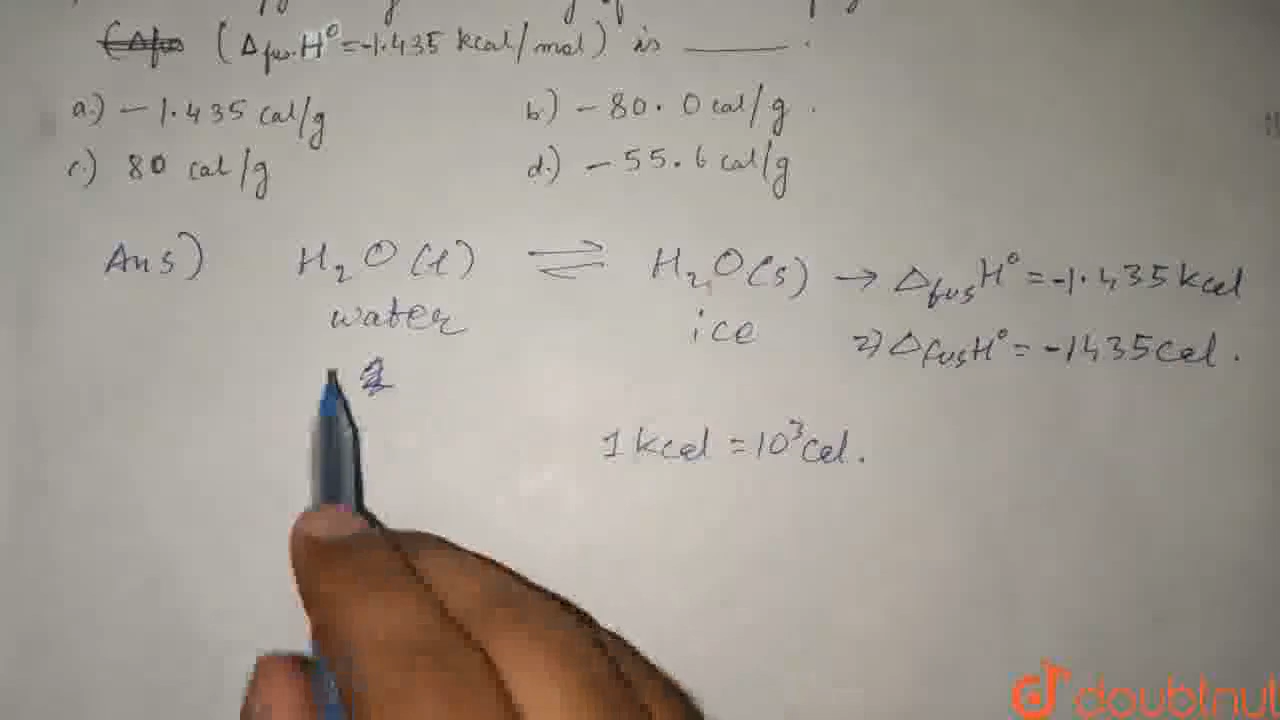 (Δfus (Δfus.H°=-1.435 kcal/mol) is ______.
a.) -1.435 cal/g
b.) -80.0 cal/g.
c.) 80 cal/g
d.) -55.6 cal/g
Ans) H₂O(l) ⇌ H₂O(s) → ΔfusH°=-1.435 kcal
water ice
⇒ ΔfusH°=-1435 cal.
1 kcal = 10³ cal.
doubtnut